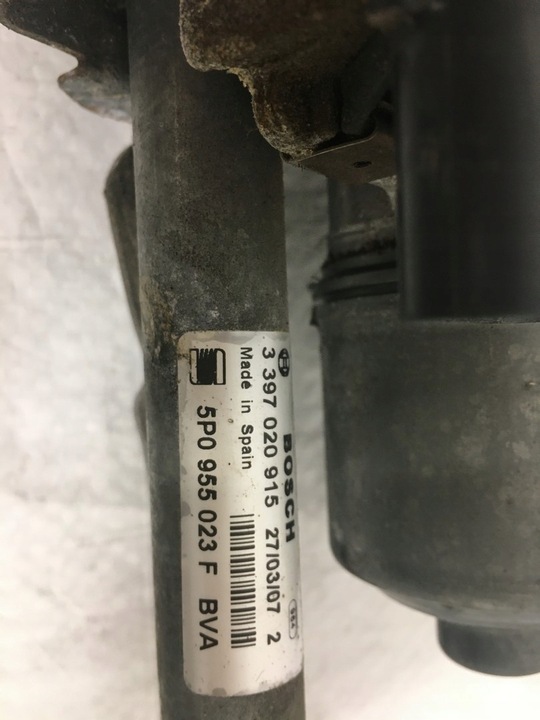 BOSCH
3 397 020 915 27/03/07 2
Made in Spain
5P0 955 023 F BVA